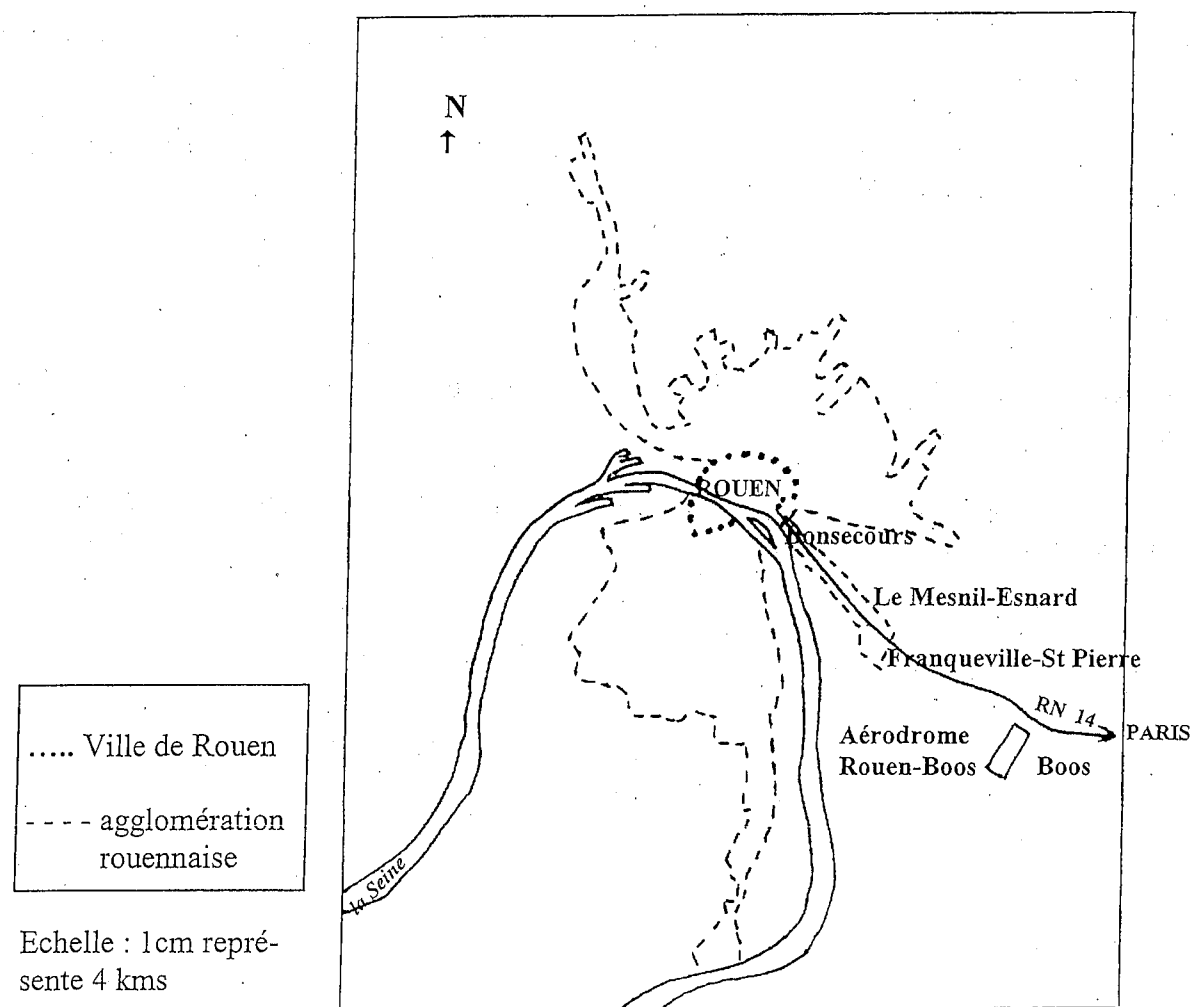 N
ROUEN
Bonsecours
Le Mesnil-Esnard
Franqueville-St Pierre
RN 14
PARIS
Aérodrome
Rouen-Boos
Boos
la Seine
..... Ville de Rouen
---- agglomération
rouennaise
Echelle : 1cm repré-
sente 4 kms